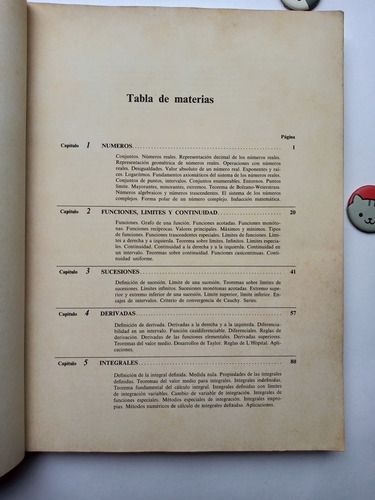 Tabla de materias
Página
Capítulo 1 NUMEROS 1
Conjuntos. Números reales. Representación decimal de los números reales.
Representación geométrica de números reales. Operaciones con números
reales. Desigualdades. Valor absoluto de un número real. Exponentes y raí-
ces. Logaritmos. Fundamentos axiomáticos del sistema de los números reales.
Conjuntos de puntos, intervalos. Conjuntos enumerables. Entornos. Puntos
límite. Mayorantes, minorantes, extremos. Teorema de Bolzano-Weierstrass.
Números algebraicos y números trascendentes. El sistema de los números
complejos. Forma polar de un número complejo. Inducción matemática.
Capítulo 2 FUNCIONES, LIMITES Y CONTINUIDAD 20
Funciones. Grafo de una función. Funciones acotadas. Funciones monóto-
nas. Funciones recíprocas. Valores principales. Máximos y mínimos. Tipos
de funciones. Funciones trascendentes especiales. Límites de funciones. Lími-
tes a derecha y a izquierda. Teorema sobre límites. Infinitos. Límites especia-
les. Continuidad. Continuidad a la derecha y a la izquierda. Continuidad en
un intervalo. Teoremas sobre continuidad. Funciones casicontinuas. Conti-
nuidad uniforme.
Capítulo 3 SUCESIONES 41
Definición de sucesión. Límite de una sucesión. Teoremas sobre límites de
sucesiones. Límites infinitos. Sucesiones monótonas acotadas. Extremo supe-
rior y extremo inferior de una sucesión. Límite superior, límite inferior. En-
cajes de intervalos. Criterio de convergencia de Cauchy. Series.
Capítulo 4 DERIVADAS 57
Definición de derivada. Derivadas a la derecha y a la izquierda. Diferencia-
bilidad en un intervalo. Función casidiferenciable. Diferenciales. Reglas de
derivación. Derivadas de las funciones elementales. Derivadas superiores.
Teoremas del valor medio. Desarrollos de Taylor. Reglas de L'Hôpital. Apli-
caciones.
Capítulo 5 INTEGRALES 80
Definición de la integral definida. Medida nula. Propiedades de las integrales
definidas. Teoremas del valor medio para integrales. Integrales indefinidas.
Teorema fundamental del cálculo integral. Integrales definidas con límites
de integración variables. Cambio de variable de integración. Integrales de
funciones especiales. Métodos especiales de integración. Integrales impro-
pias. Métodos numéricos de cálculo de integrales definidas. Aplicaciones.